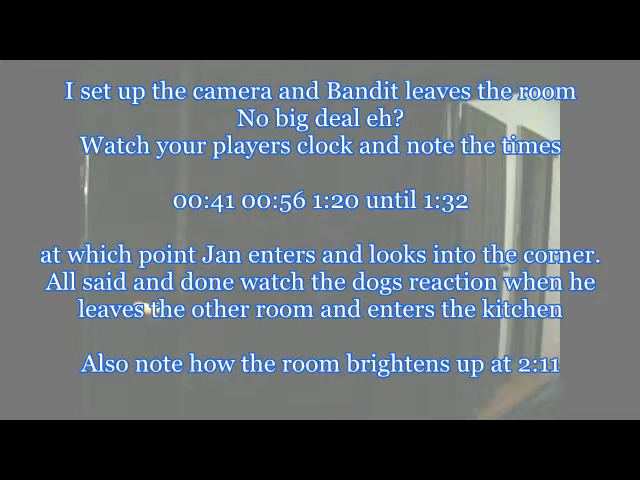 I set up the camera and Bandit leaves the room
No big deal eh?
Watch your players clock and note the times
00:41 00:56 1:20 until 1:32
at which point Jan enters and looks into the corner.
All said and done watch the dogs reaction when he
leaves the other room and enters the kitchen
Also note how the room brightens up at 2:11